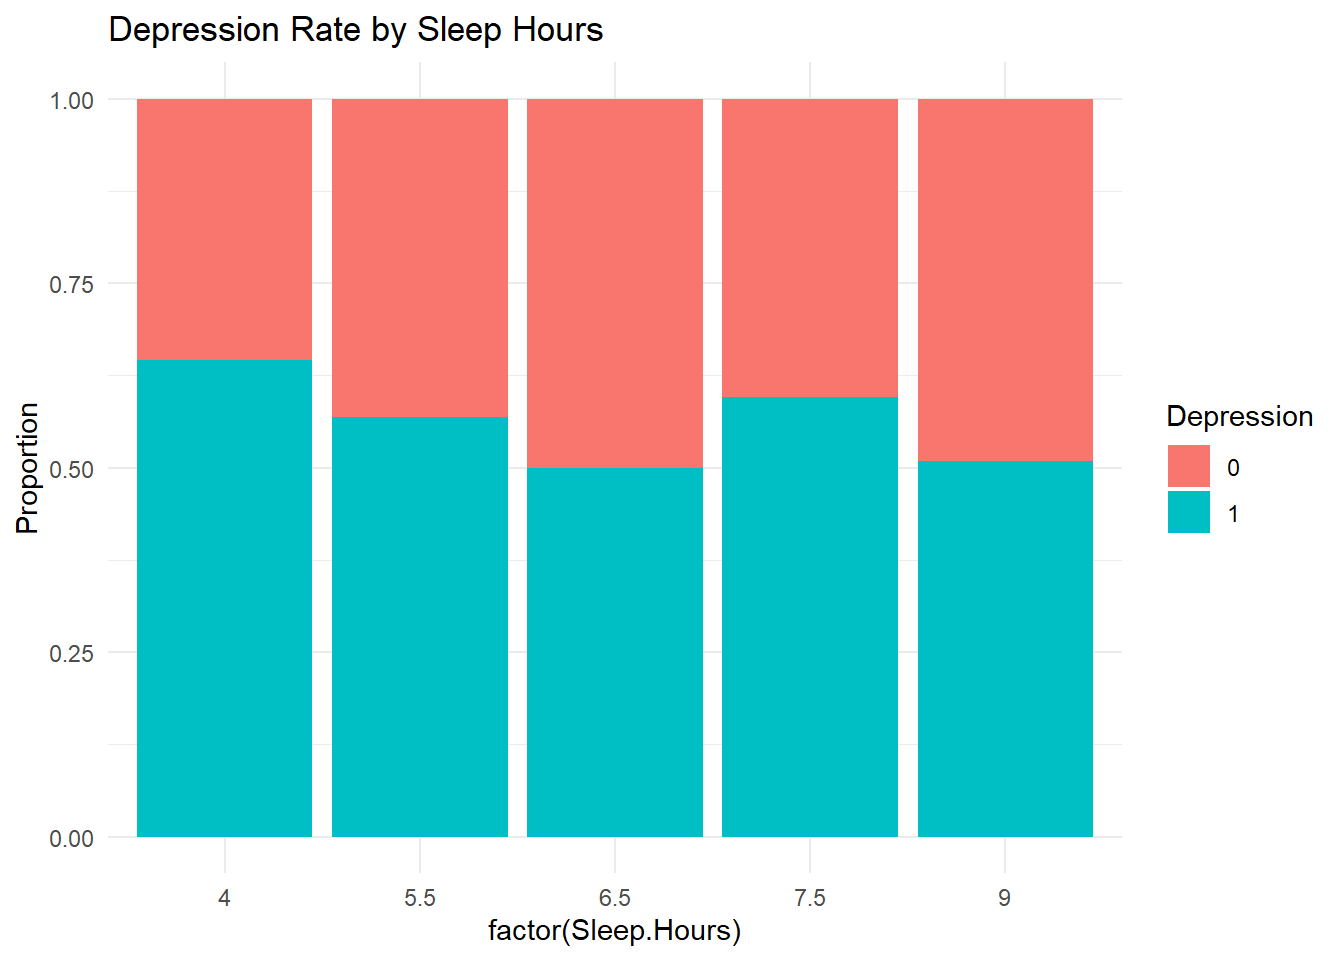 Depression Rate by Sleep Hours
1.00
0.75
0.50
0.25
0.00
Proportion
4 5.5 6.5 7.5 9
factor(Sleep.Hours)
Depression
0
1